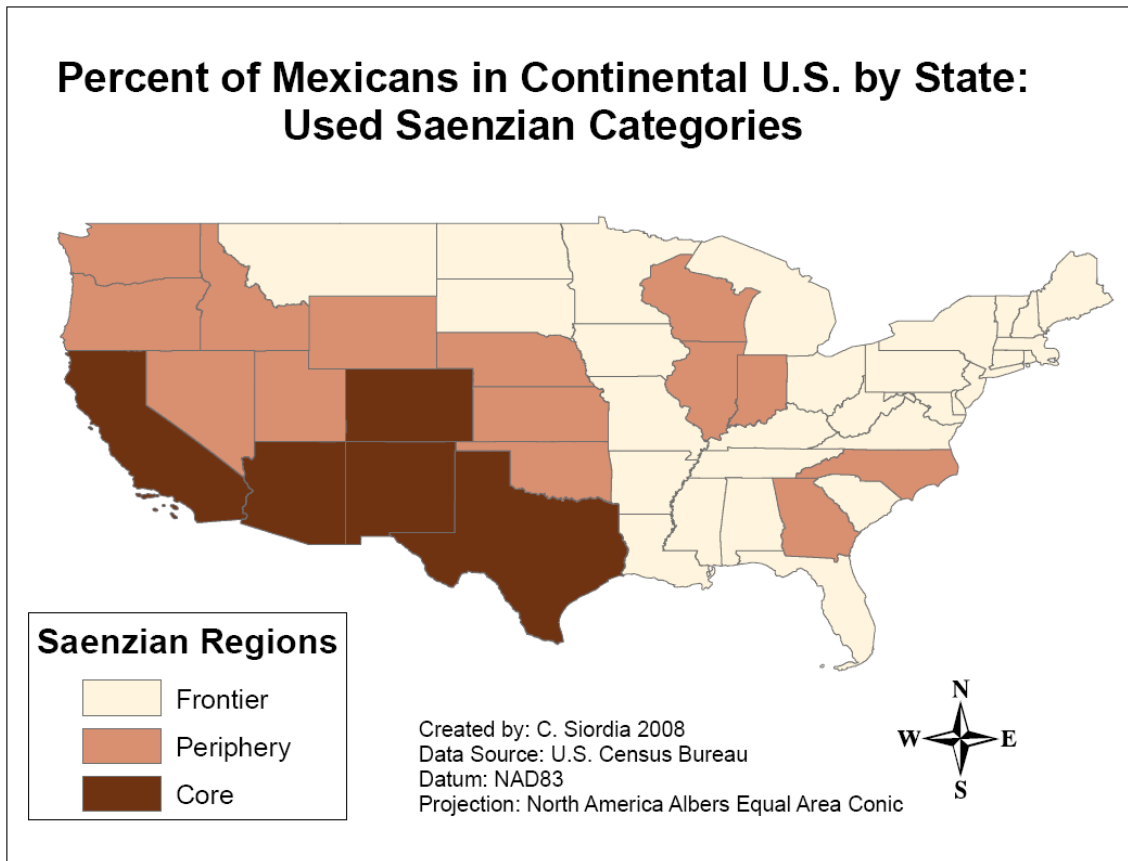 Percent of Mexicans in Continental U.S. by State:
Used Saenzian Categories
Saenzian Regions
Frontier
Periphery
Core
Created by: C. Siordia 2008
Data Source: U.S. Census Bureau
Datum: NAD83
Projection: North America Albers Equal Area Conic
N
W E
S